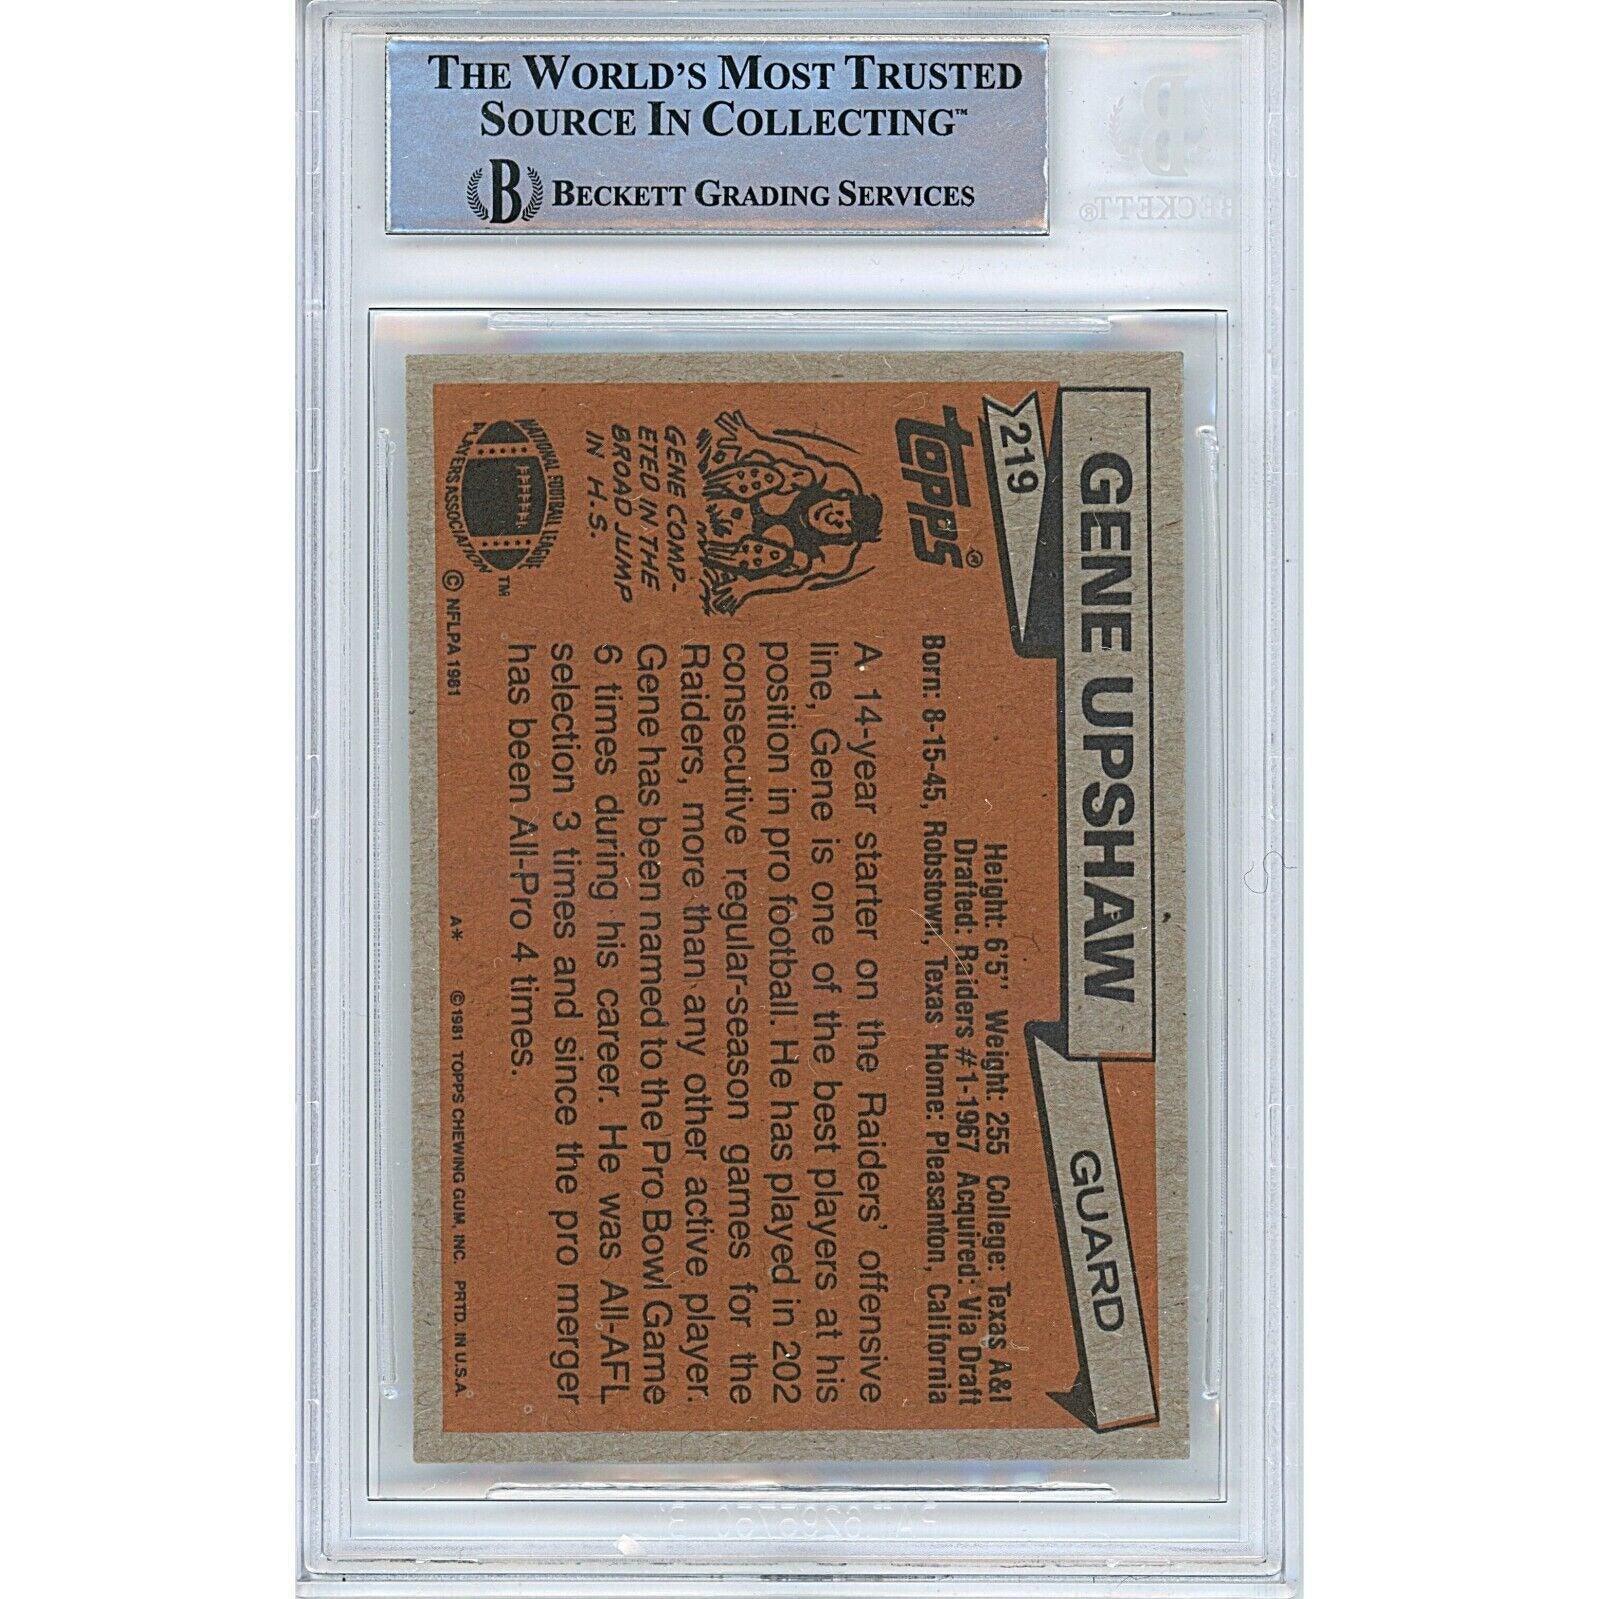 THE WORLD'S MOST TRUSTED
SOURCE IN COLLECTING™
B BECKETT GRADING SERVICES
B
BECKETT®
GENE UPSHAW
GUARD
219
topps®
Height: 6'5" Weight: 255 College: Texas A&I
Drafted: Raiders #1-1967 Acquired: Via Draft
Born: 8-15-45, Robstown, Texas Home: Pleasanton, California
A 14-year starter on the Raiders' offensive
line, Gene is one of the best players at his
position in pro football. He has played in 202
consecutive regular-season games for the
Raiders, more than any other active player.
Gene has been named to the Pro Bowl Game
6 times during his career. He was All-AFL
selection 3 times and since the pro merger
has been All-Pro 4 times.
GENE COMP-
ETED IN THE
BROAD JUMP
IN H.S.
NATIONAL FOOTBALL LEAGUE
PLAYERS ASSOCIATION
™
© NFLPA 1981
A* © 1981 TOPPS CHEWING GUM, INC. PRTD. IN U.S.A.